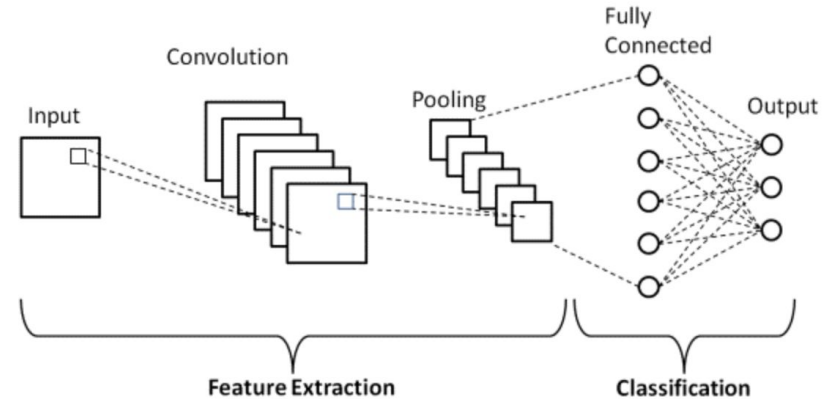 Input
Convolution
Pooling
Fully
Connected
Output
Feature Extraction
Classification